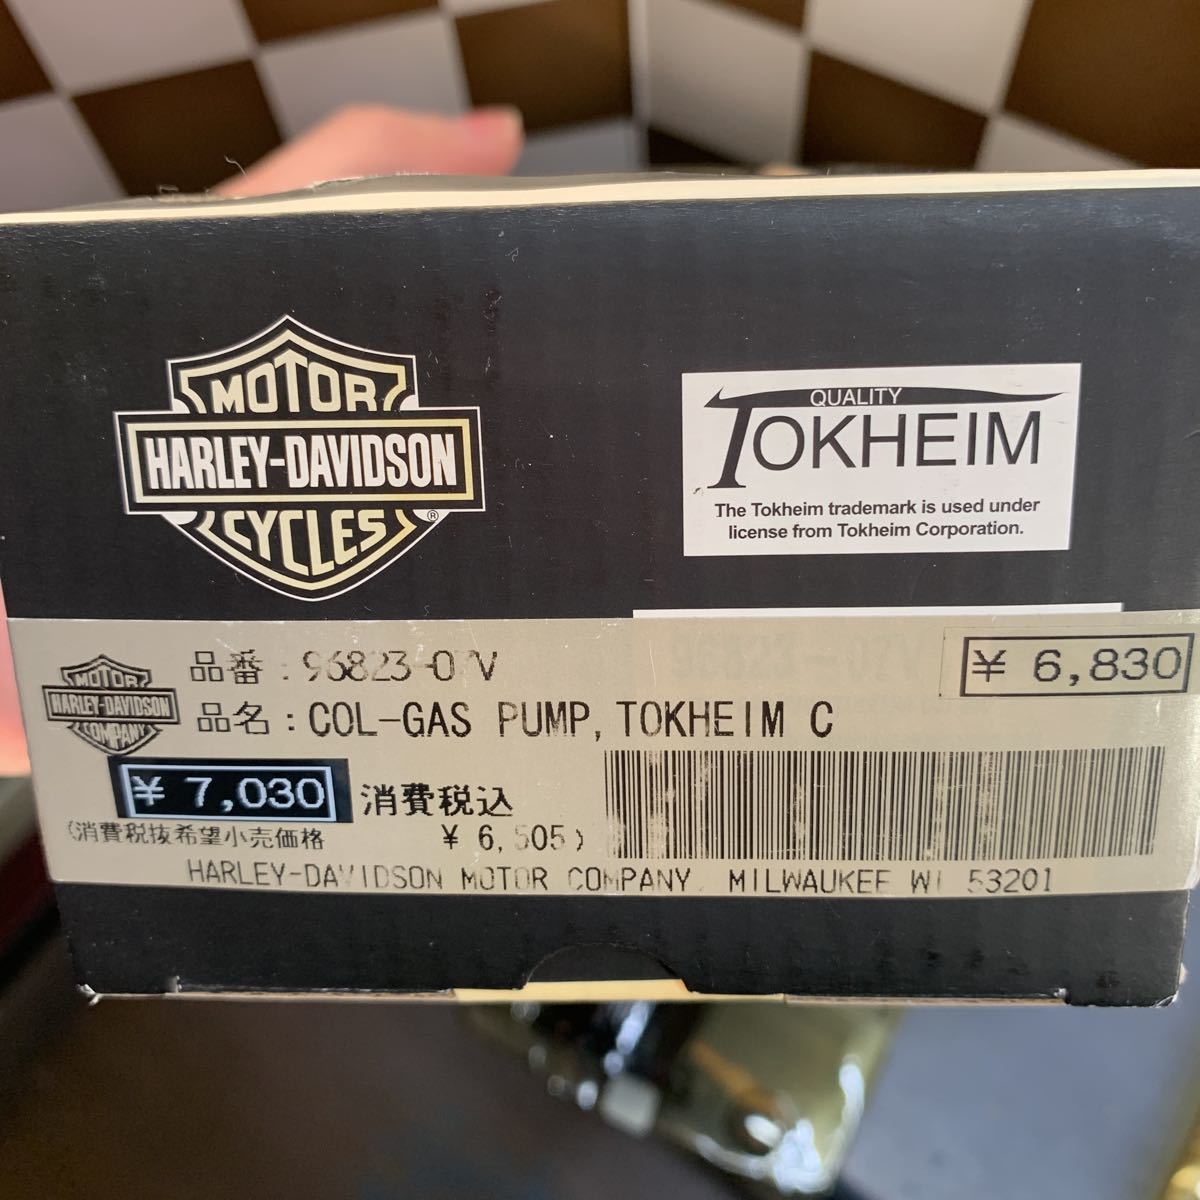 MOTOR
HARLEY-DAVIDSON
CYCLES ®
QUALITY
TOKHEIM
The Tokheim trademark is used under
license from Tokheim Corporation.
MOTOR
HARLEY-DAVIDSON
COMPANY
品番：96823-07V
¥ 6,830
品名：COL-GAS PUMP,TOKHEIM C
¥ 7,030 消費税込
(消費税抜希望小売価格 ¥ 6,505)
HARLEY-DAVIDSON MOTOR COMPANY. MILWAUKEE WI 53201